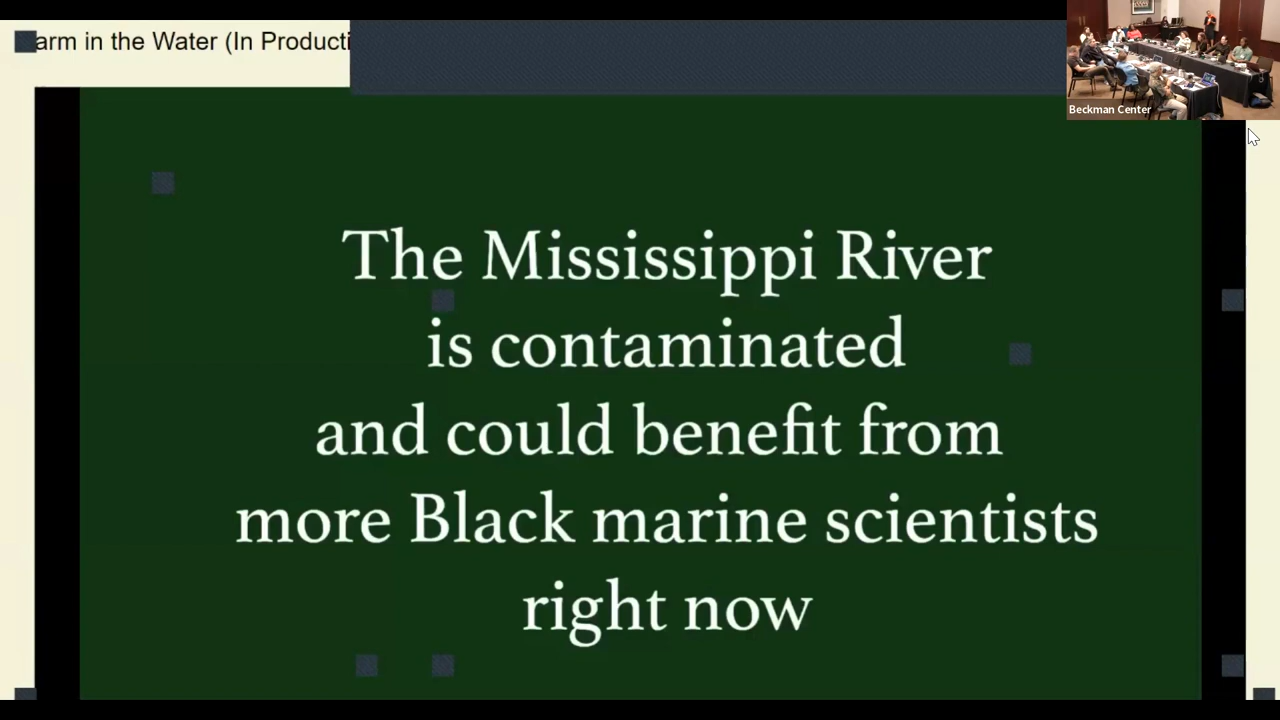 arm in the Water (In Producti
Beckman Center
The Mississippi River
is contaminated
and could benefit from
more Black marine scientists
right now